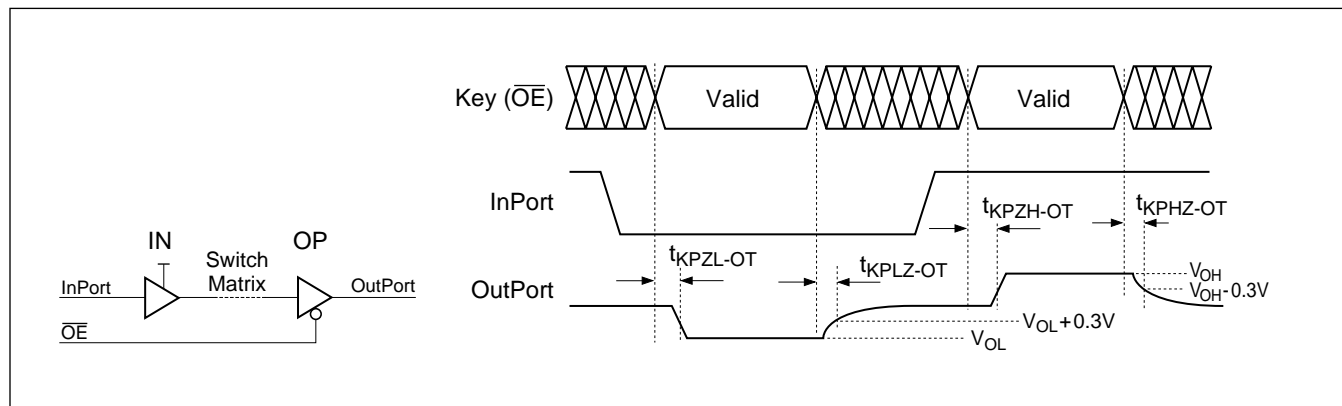 Key (OE)
Valid
Valid
InPort
tKPZH-OT
tKPHZ-OT
IN
OP
Switch
Matrix
InPort
OutPort
OE
tKPZL-OT
tKPLZ-OT
OutPort
VOH
VOH-0.3V
VOL+0.3V
VOL